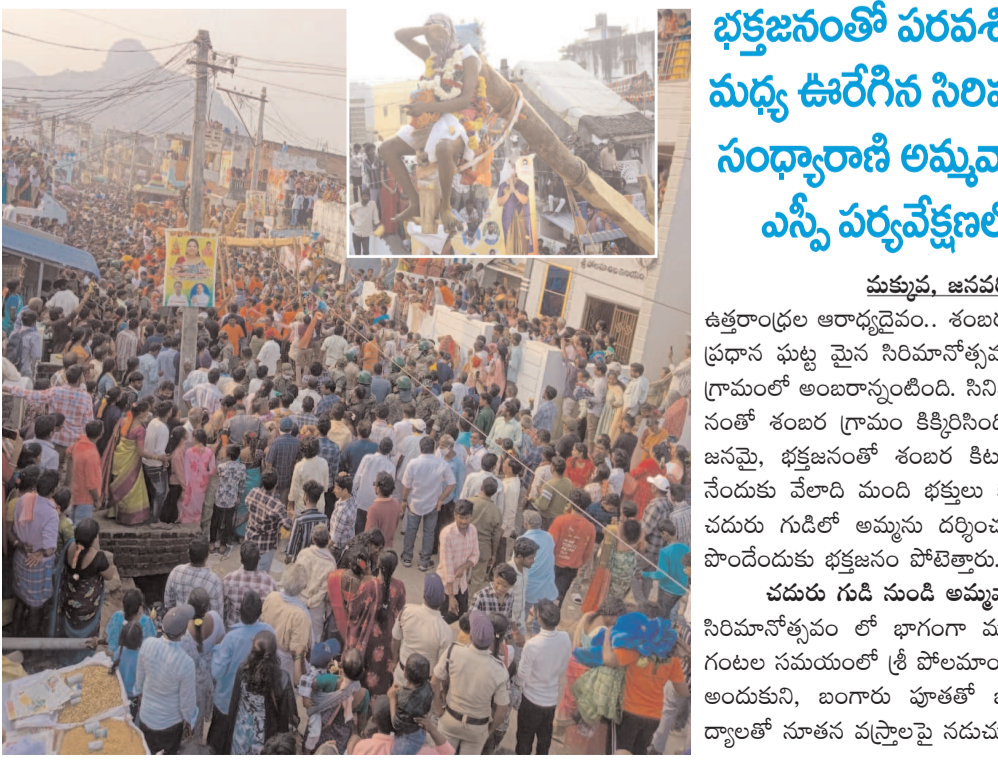 భక్తజనంతో పరవశి
మధ్య ఊరేగిన సిరి
సంధ్యారాణి అమ్మవా
ఎస్పీ పర్యవేక్షణలో
మక్కువ, జనవరి
ఉత్తరాంధ్రల ఆరాధ్యదైవం.. శంబర
ప్రధాన ఘట్ట మైన సిరిమానోత్సవ
గ్రామంలో అంబరాన్నంటింది. సిని
నంతో శంబర గ్రామం కిక్కిరిసింది
జనమై, భక్తజనంతో శంబర కిట
నేందుకు వేలాది మంది భక్తులు
చదురు గుడిలో అమ్మను దర్శించు
పొందేందుకు భక్తజనం పోటెత్తారు.
చదురు గుడి నుండి అమ్మవ
సిరిమానోత్సవం లో భాగంగా మ
గంటల సమయంలో శ్రీ పోలమాం
అందుకుని, బంగారు పూతతో
ద్యాలతో నూతన వస్త్రాలపై నడుచు